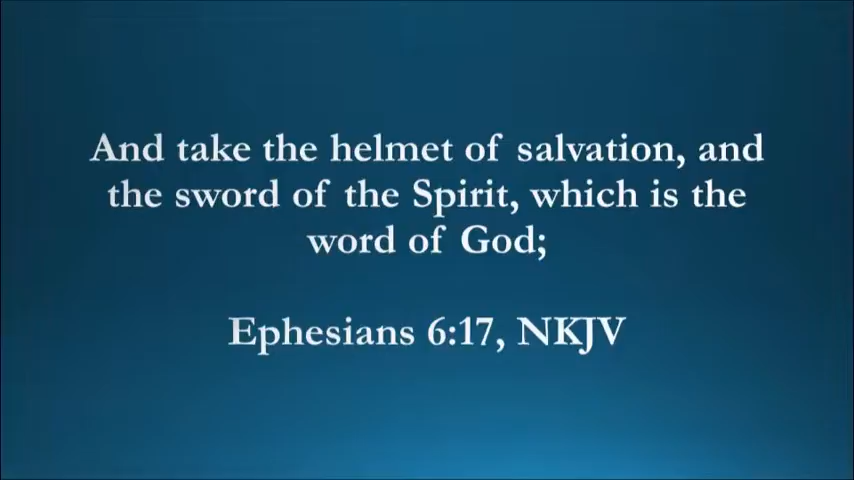 And take the helmet of salvation, and
the sword of the Spirit, which is the
word of God;
Ephesians 6:17, NKJV